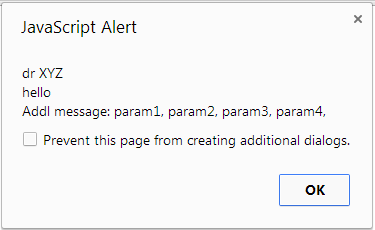 JavaScript Alert
dr XYZ
hello
Addl message: param1, param2, param3, param4,
Prevent this page from creating additional dialogs.
OK